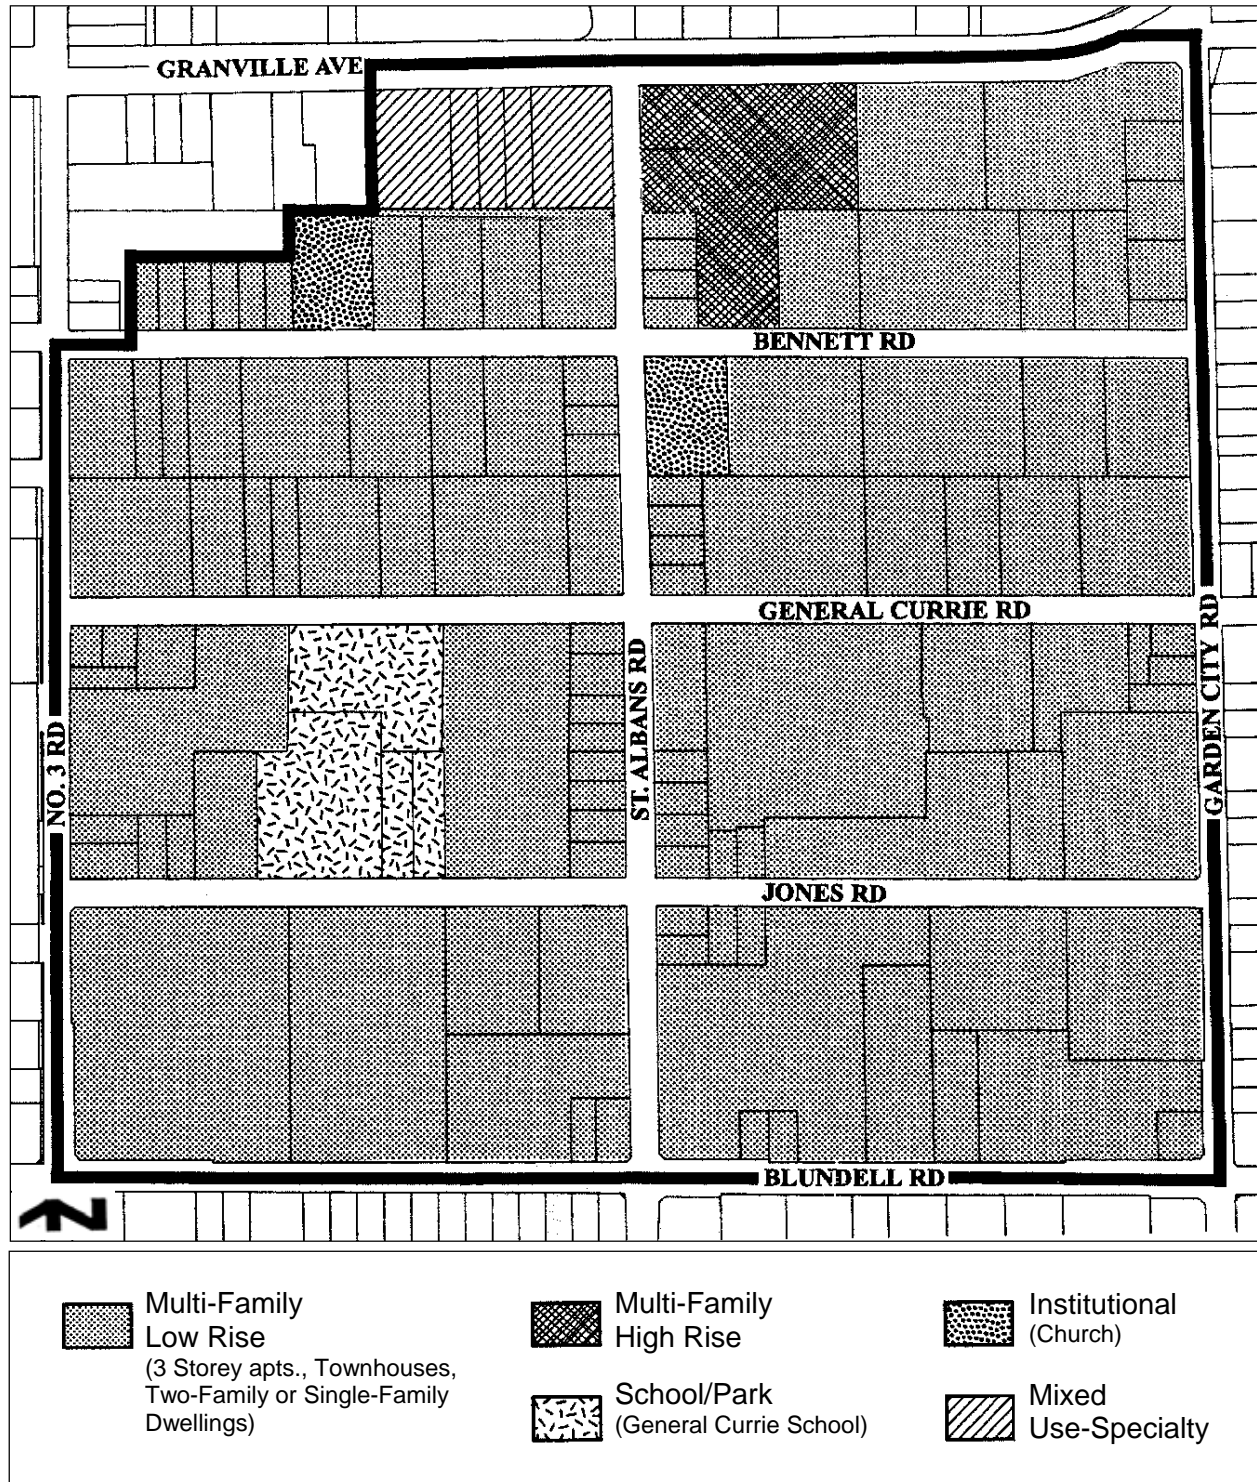 GRANVILLE AVE
BENNETT RD
GENERAL CURRIE RD
NO. 3 RD
ST. ALBANS RD
GARDEN CITY RD
JONES RD
BLUNDELL RD
Multi-Family
Low Rise
(3 Storey apts., Townhouses,
Two-Family or Single-Family
Dwellings)
Multi-Family
High Rise
School/Park
(General Currie School)
Institutional
(Church)
Mixed
Use-Specialty